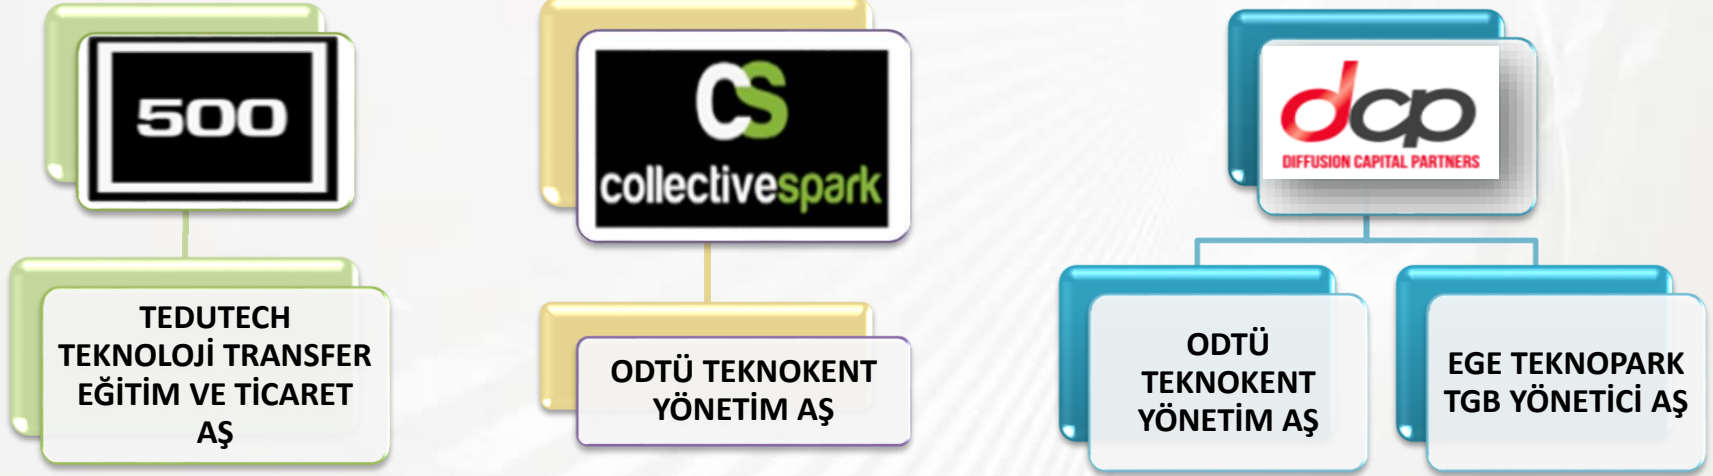 500
CS
collectivespark
dcp
DIFFUSION CAPITAL PARTNERS
TEDUTECH
TEKNOLOJİ TRANSFER
EĞİTİM VE TİCARET
AŞ
ODTÜ TEKNOKENT
YÖNETİM AŞ
ODTÜ
TEKNOKENT
YÖNETİM AŞ
EGE TEKNOPARK
TGB YÖNETİCİ AŞ